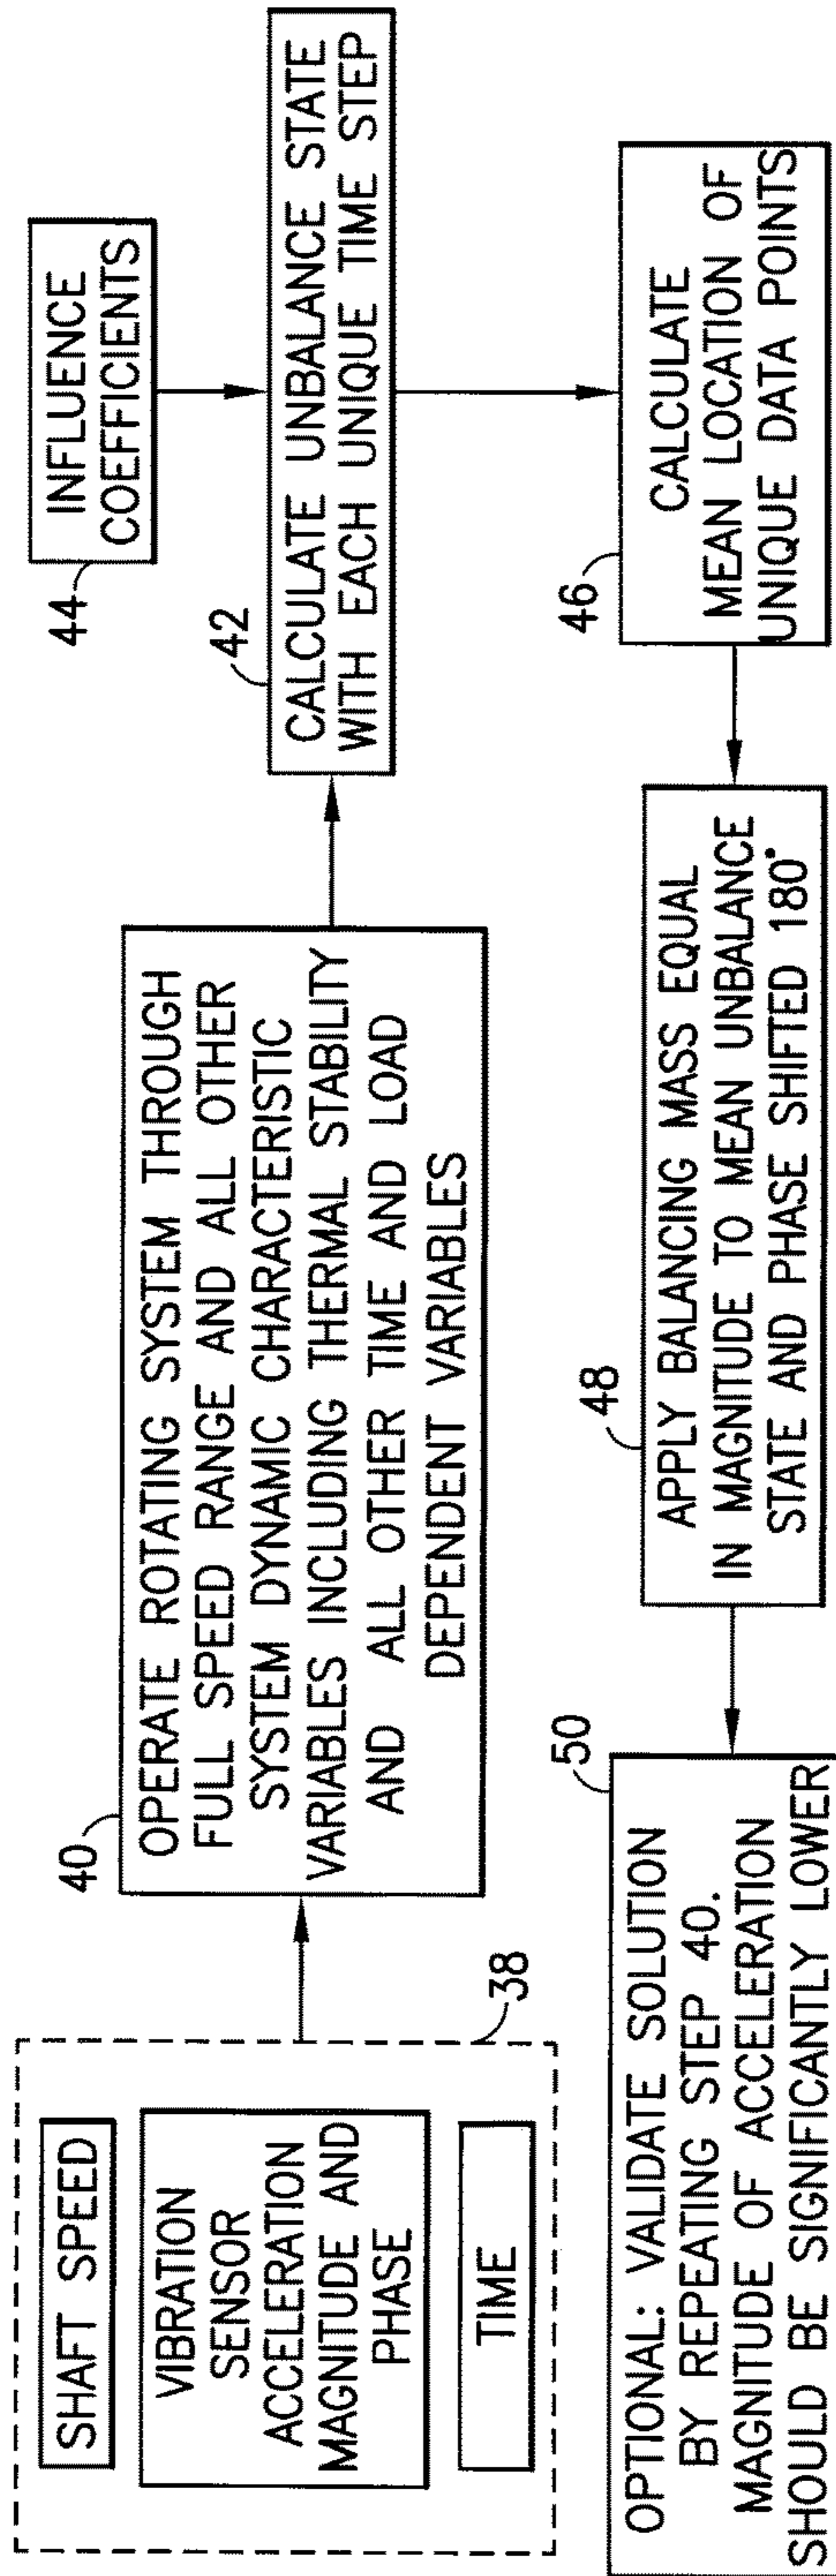 SHAFT SPEED
VIBRATION
SENSOR
ACCELERATION
MAGNITUDE AND
PHASE
TIME
38
40
OPERATE ROTATING SYSTEM THROUGH
FULL SPEED RANGE AND ALL OTHER
SYSTEM DYNAMIC CHARACTERISTIC
VARIABLES INCLUDING THERMAL STABILITY
AND ALL OTHER TIME AND LOAD
DEPENDENT VARIABLES
44
INFLUENCE
COEFFICIENTS
42
CALCULATE UNBALANCE STATE
WITH EACH UNIQUE TIME STEP
46
CALCULATE
MEAN LOCATION OF
UNIQUE DATA POINTS
48
APPLY BALANCING MASS EQUAL
IN MAGNITUDE TO MEAN UNBALANCE
STATE AND PHASE SHIFTED 180°
50
OPTIONAL: VALIDATE SOLUTION
BY REPEATING STEP 40.
MAGNITUDE OF ACCELERATION
SHOULD BE SIGNIFICANTLY LOWER